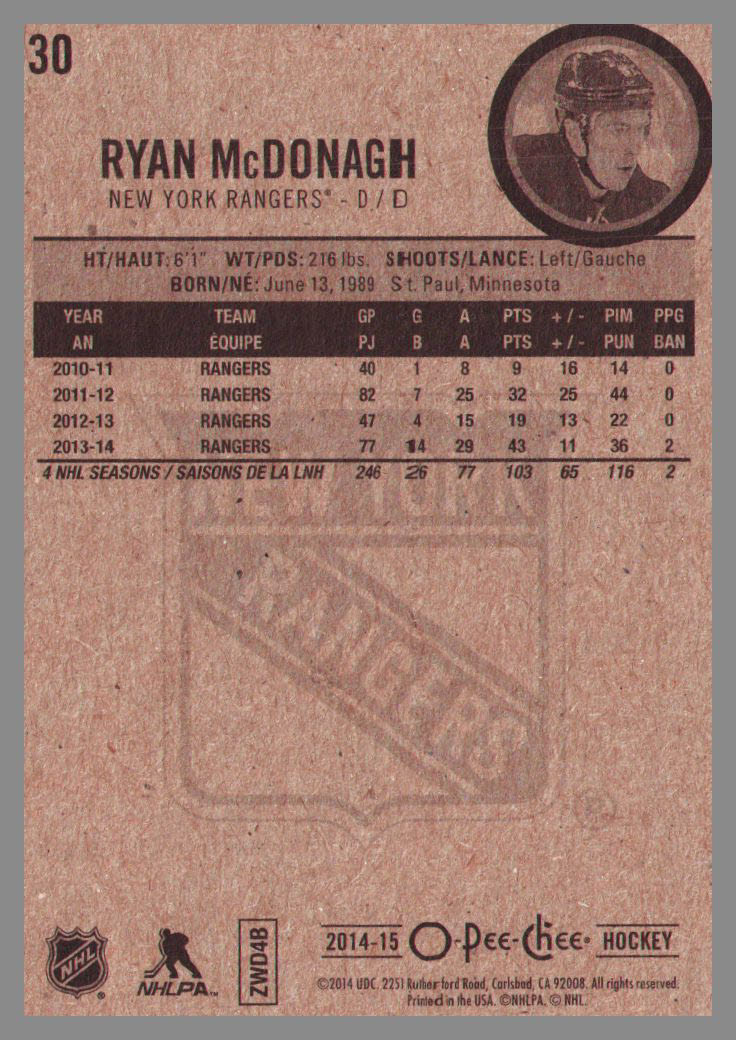 30
RYAN McDONAGH
NEW YORK RANGERS® - D / D
HT/HAUT: 6'1" WT/PDS: 216 lbs. SHOOTS/LANCE: Left/Gauche
BORN/NÉ: June 13, 1989 St. Paul, Minnesota
YEAR TEAM GP G A PTS +/- PIM PPG
AN ÉQUIPE PJ B A PTS +/- PUN BAN
2010-11 RANGERS 40 1 8 9 16 14 0
2011-12 RANGERS 82 7 25 32 25 44 0
2012-13 RANGERS 47 4 15 19 13 22 0
2013-14 RANGERS 77 14 29 43 11 36 2
4 NHL SEASONS / SAISONS DE LA LNH 246 26 77 103 65 116 2
NEW YORK
RANGERS
®
NHL ®
NHLPA™
ZWD4B
2014-15 O-Pee-Chee® HOCKEY
©2014 UDC, 2251 Rutherford Road, Carlsbad, CA 92008. All rights reserved.
Printed in the USA. ©NHLPA. © NHL.